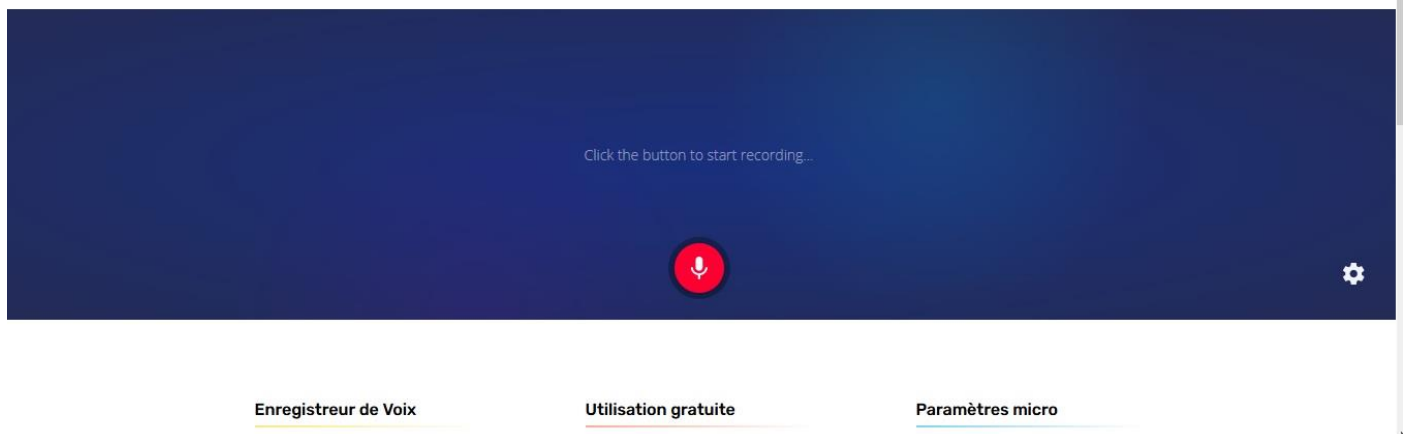 Click the button to start recording...
Enregistreur de Voix
Utilisation gratuite
Paramètres micro